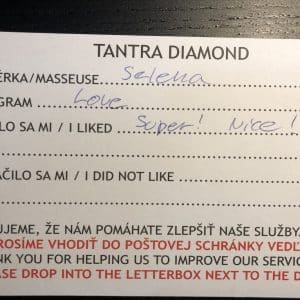 TANTRA DIAMOND
ÉRKA/MASSEUSE Selena
GRAM Love
ILO SA MI / I LIKED Super! Nice!
ČILO SA MI / I DID NOT LIKE
UJEME, ŽE NÁM POMÁHATE ZLEPŠIŤ NAŠE SLUŽBY
ROSÍME VHODIŤ DO POŠTOVEJ SCHRÁNKY VEDĽ
NK YOU FOR HELPING US TO IMPROVE OUR SERVIC
ASE DROP INTO THE LETTERBOX NEXT TO THE D